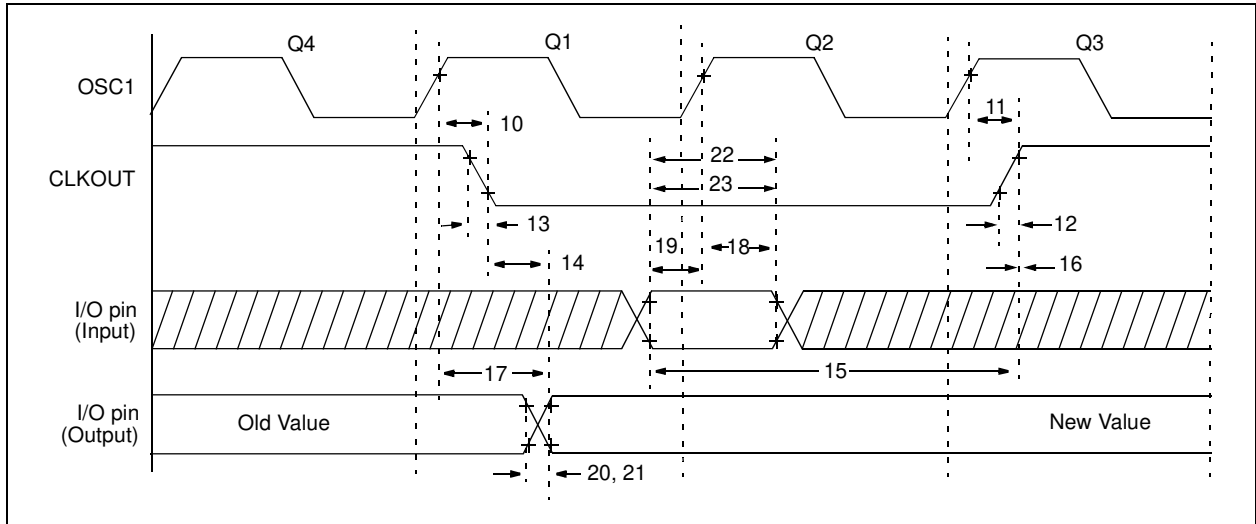 Q4 Q1 Q2 Q3
OSC1
11
10
22
CLKOUT
23
13
12
19
18
14
16
I/O pin
(Input)
17
15
I/O pin
(Output)
Old Value
New Value
20, 21